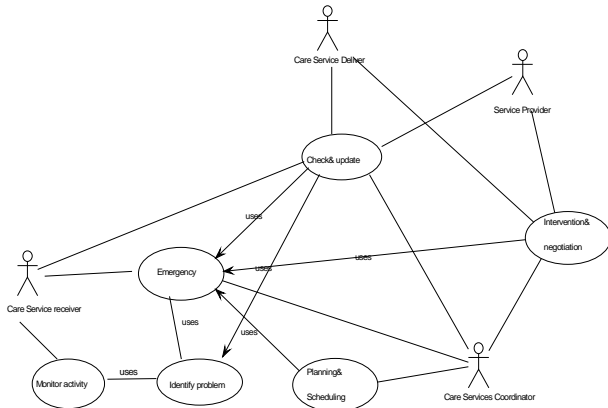 Care Service Deliver
Service Provider
Check& update
Intervention&
negotiation
uses
uses
uses
Emergency
Care Service receiver
uses
uses
uses
Monitor activity
Identify problem
Planning&
Scheduling
Care Services Coordinator